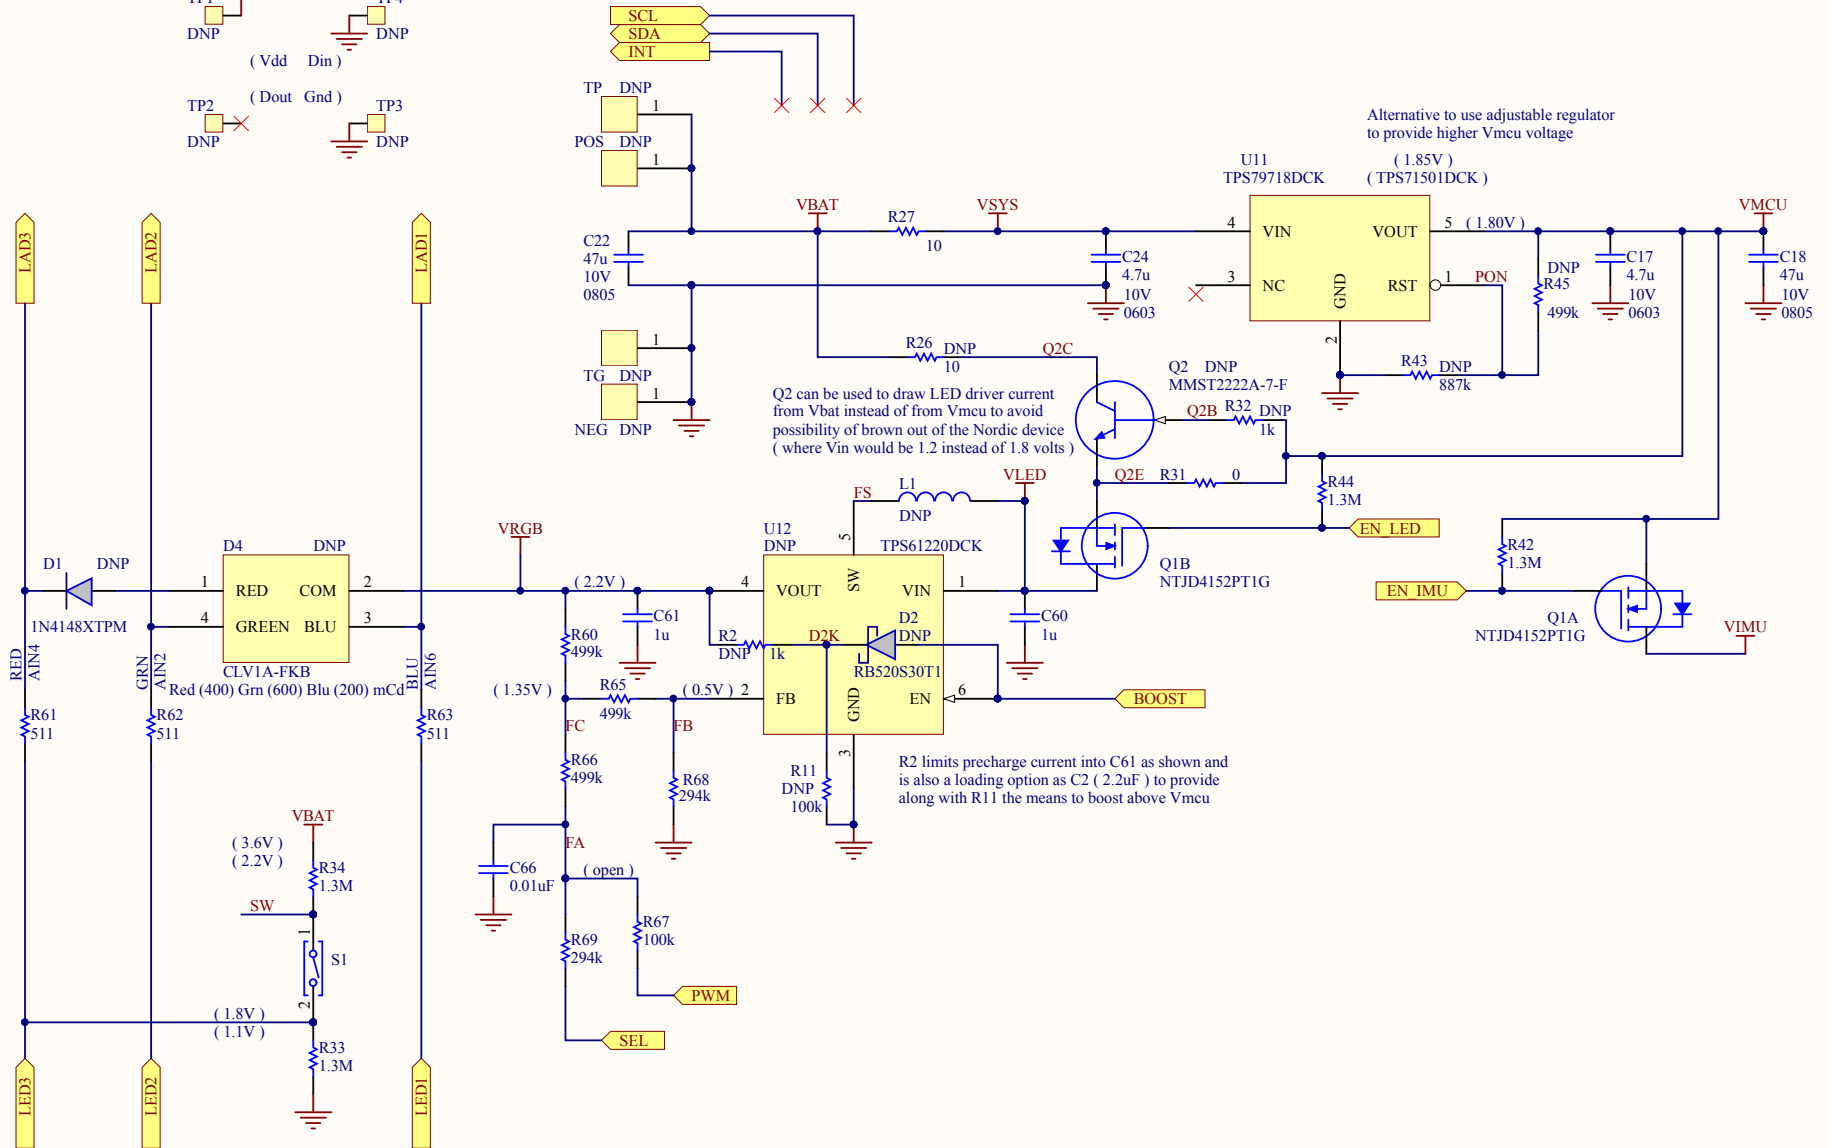 DNP
DNP
( Vdd Din )
( Dout Gnd )
TP2
DNP
TP3
DNP
SCL
SDA
INT
TP DNP
1
POS DNP
1
Alternative to use adjustable regulator
to provide higher Vmcu voltage
U11
TPS79718DCK
( 1.85V )
( TPS71501DCK )
LAD3
LAD2
LAD1
VBAT
R27
10
VSYS
C22
47u
10V
0805
C24
4.7u
10V
0603
4 VIN
3 NC
GND
2
VOUT 5
( 1.80V )
RST 1
PON
VMCU
DNP
R45
499k
C17
4.7u
10V
0603
C18
47u
10V
0805
R43 DNP
887k
1
TG DNP
1
NEG DNP
R26 DNP
10
Q2C
Q2 DNP
MMST2222A-7-F
Q2B
R32 DNP
1k
Q2 can be used to draw LED driver current
from Vbat instead of from Vmcu to avoid
possibility of brown out of the Nordic device
( where Vin would be 1.2 instead of 1.8 volts )
Q2E
R31 0
R44
1.3M
EN_LED
VLED
FS
L1
DNP
Q1B
NTJD4152PT1G
R42
1.3M
EN_IMU
Q1A
NTJD4152PT1G
VIMU
D1 DNP
1N4148XTPM
D4 DNP
1 RED COM 2
4 GREEN BLU 3
CLV1A-FKB
Red (400) Grn (600) Blu (200) mCd
VRGB
( 2.2V )
U12
DNP
TPS61220DCK
5
SW
4 VOUT VIN 1
C61
1u
C60
1u
R60
499k
R2
DNP 1k
D2K
D2
DNP
RB520S30T1
( 1.35V )
R65
499k
( 0.5V )
2 FB
GND
EN 6
3
BOOST
FC
FB
RED
AIN4
GRN
AIN2
BLU
AIN6
R61
511
R62
511
R63
511
R66
499k
R68
294k
R11
DNP
100k
R2 limits precharge current into C61 as shown and
is also a loading option as C2 ( 2.2uF ) to provide
along with R11 the means to boost above Vmcu
VBAT
( 3.6V )
( 2.2V )
R34
1.3M
SW
1
S1
2
( 1.8V )
( 1.1V )
R33
1.3M
FA
C66
0.01uF
( open )
R67
100k
R69
294k
PWM
SEL
LED3
LED2
LED1